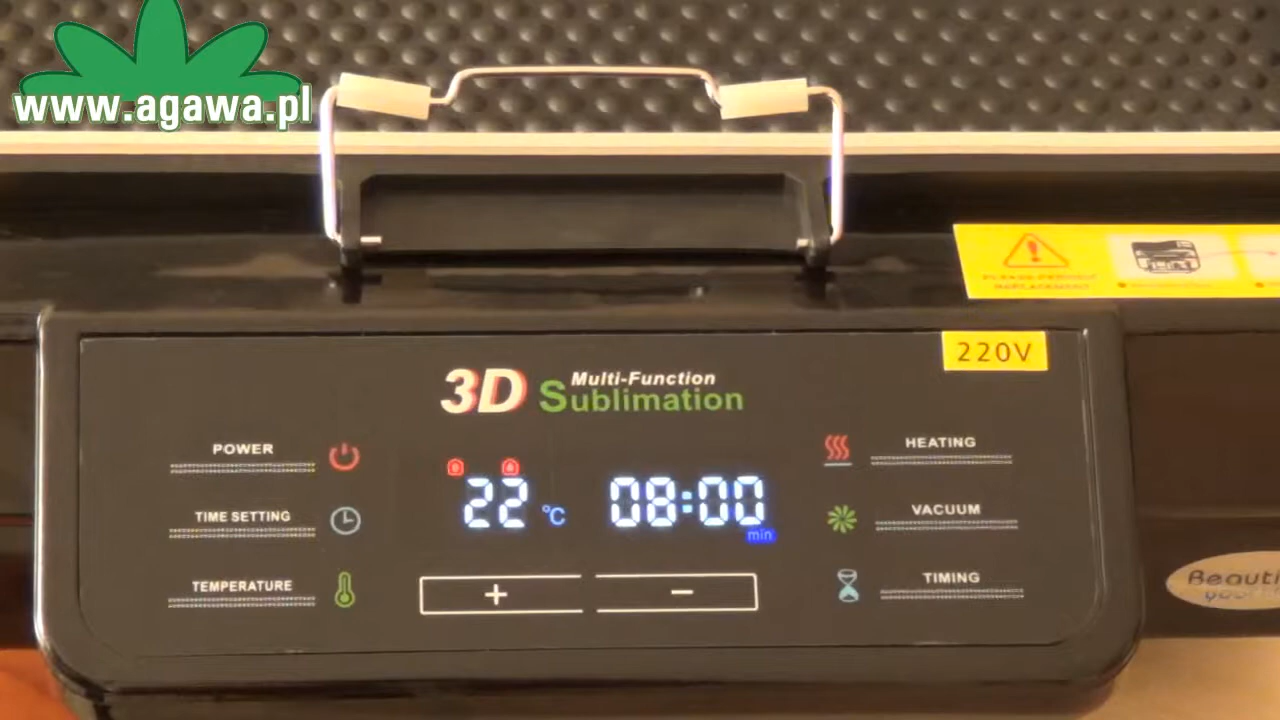 www.agawa.pl
220V
3D Multi-Function
Sublimation
POWER
TIME SETTING
TEMPERATURE
22 °C 08:00
min
+ −
HEATING
VACUUM
TIMING